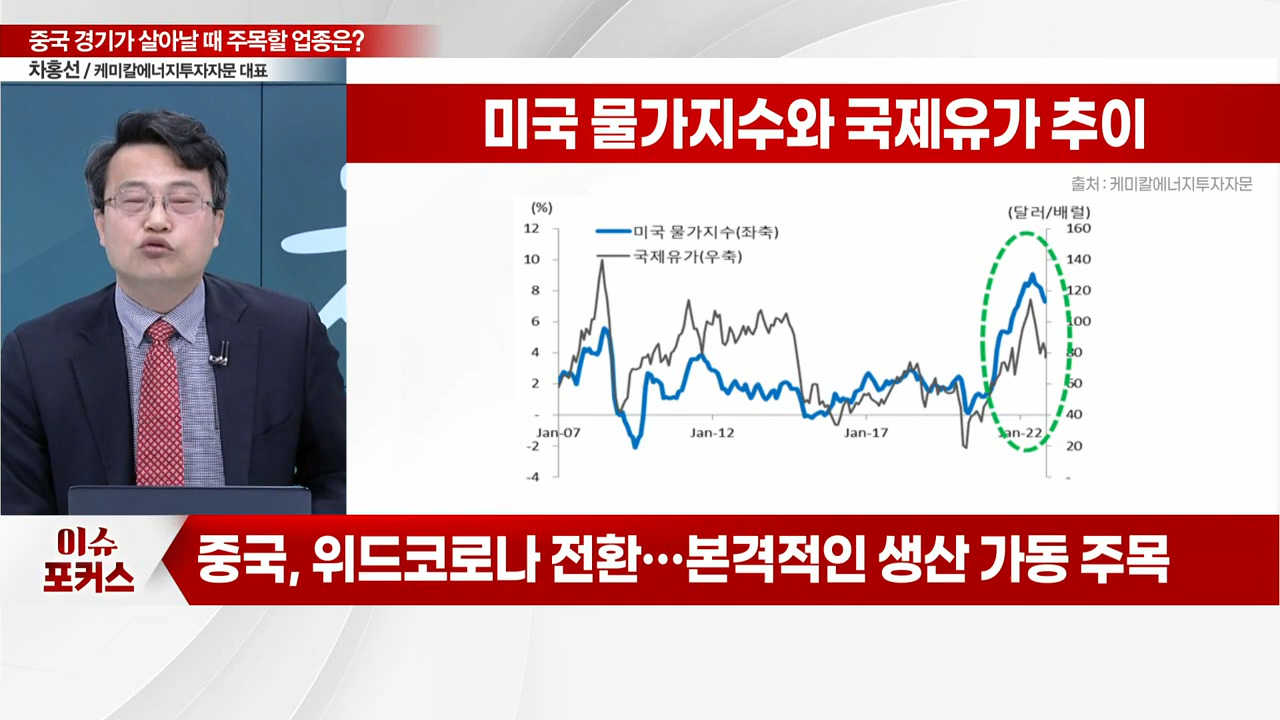 중국 경기가 살아날 때 주목할 업종은?
차홍선 / 케미칼에너지투자자문 대표
미국 물가지수와 국제유가 추이
출처 : 케미칼에너지투자자문
(%)
(달러/배럴)
미국 물가지수(좌축)
국제유가(우축)
12
10
8
6
4
2
-
-2
-4
160
140
120
100
80
60
40
20
-
Jan-07
Jan-12
Jan-17
Jan-22
이슈
포커스
중국, 위드코로나 전환…본격적인 생산 가동 주목